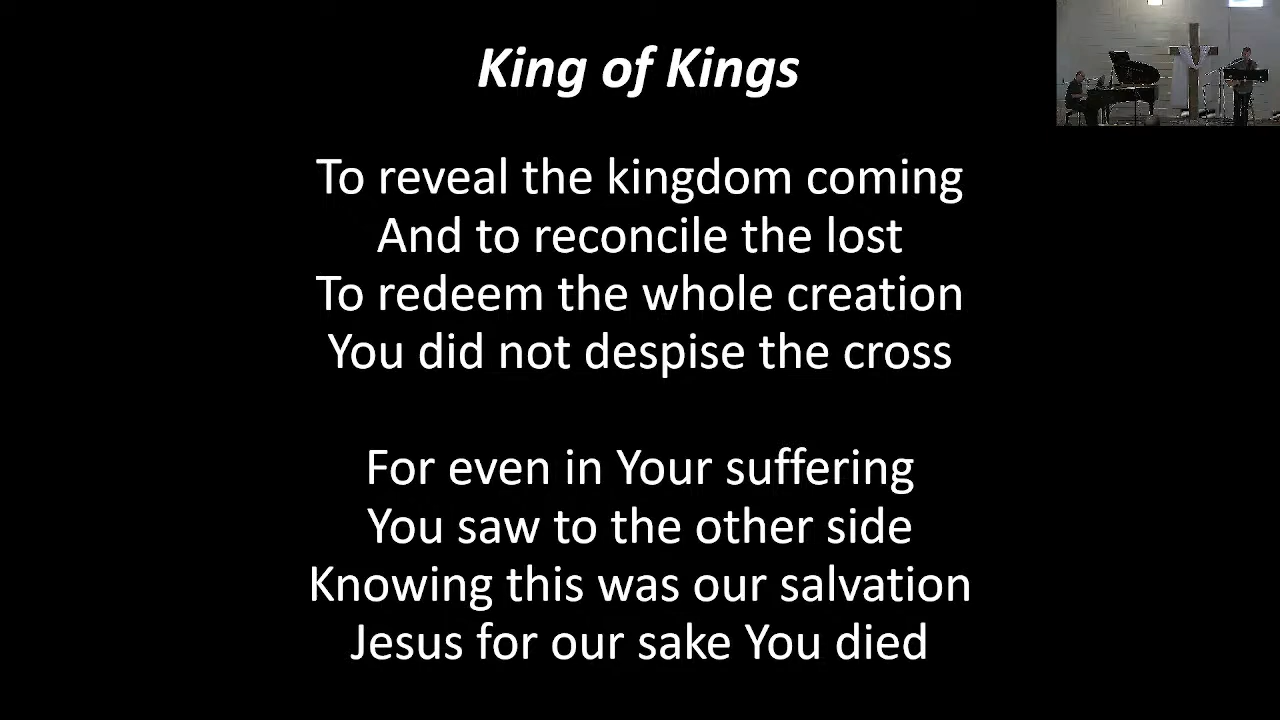 King of Kings
To reveal the kingdom coming
And to reconcile the lost
To redeem the whole creation
You did not despise the cross
For even in Your suffering
You saw to the other side
Knowing this was our salvation
Jesus for our sake You died